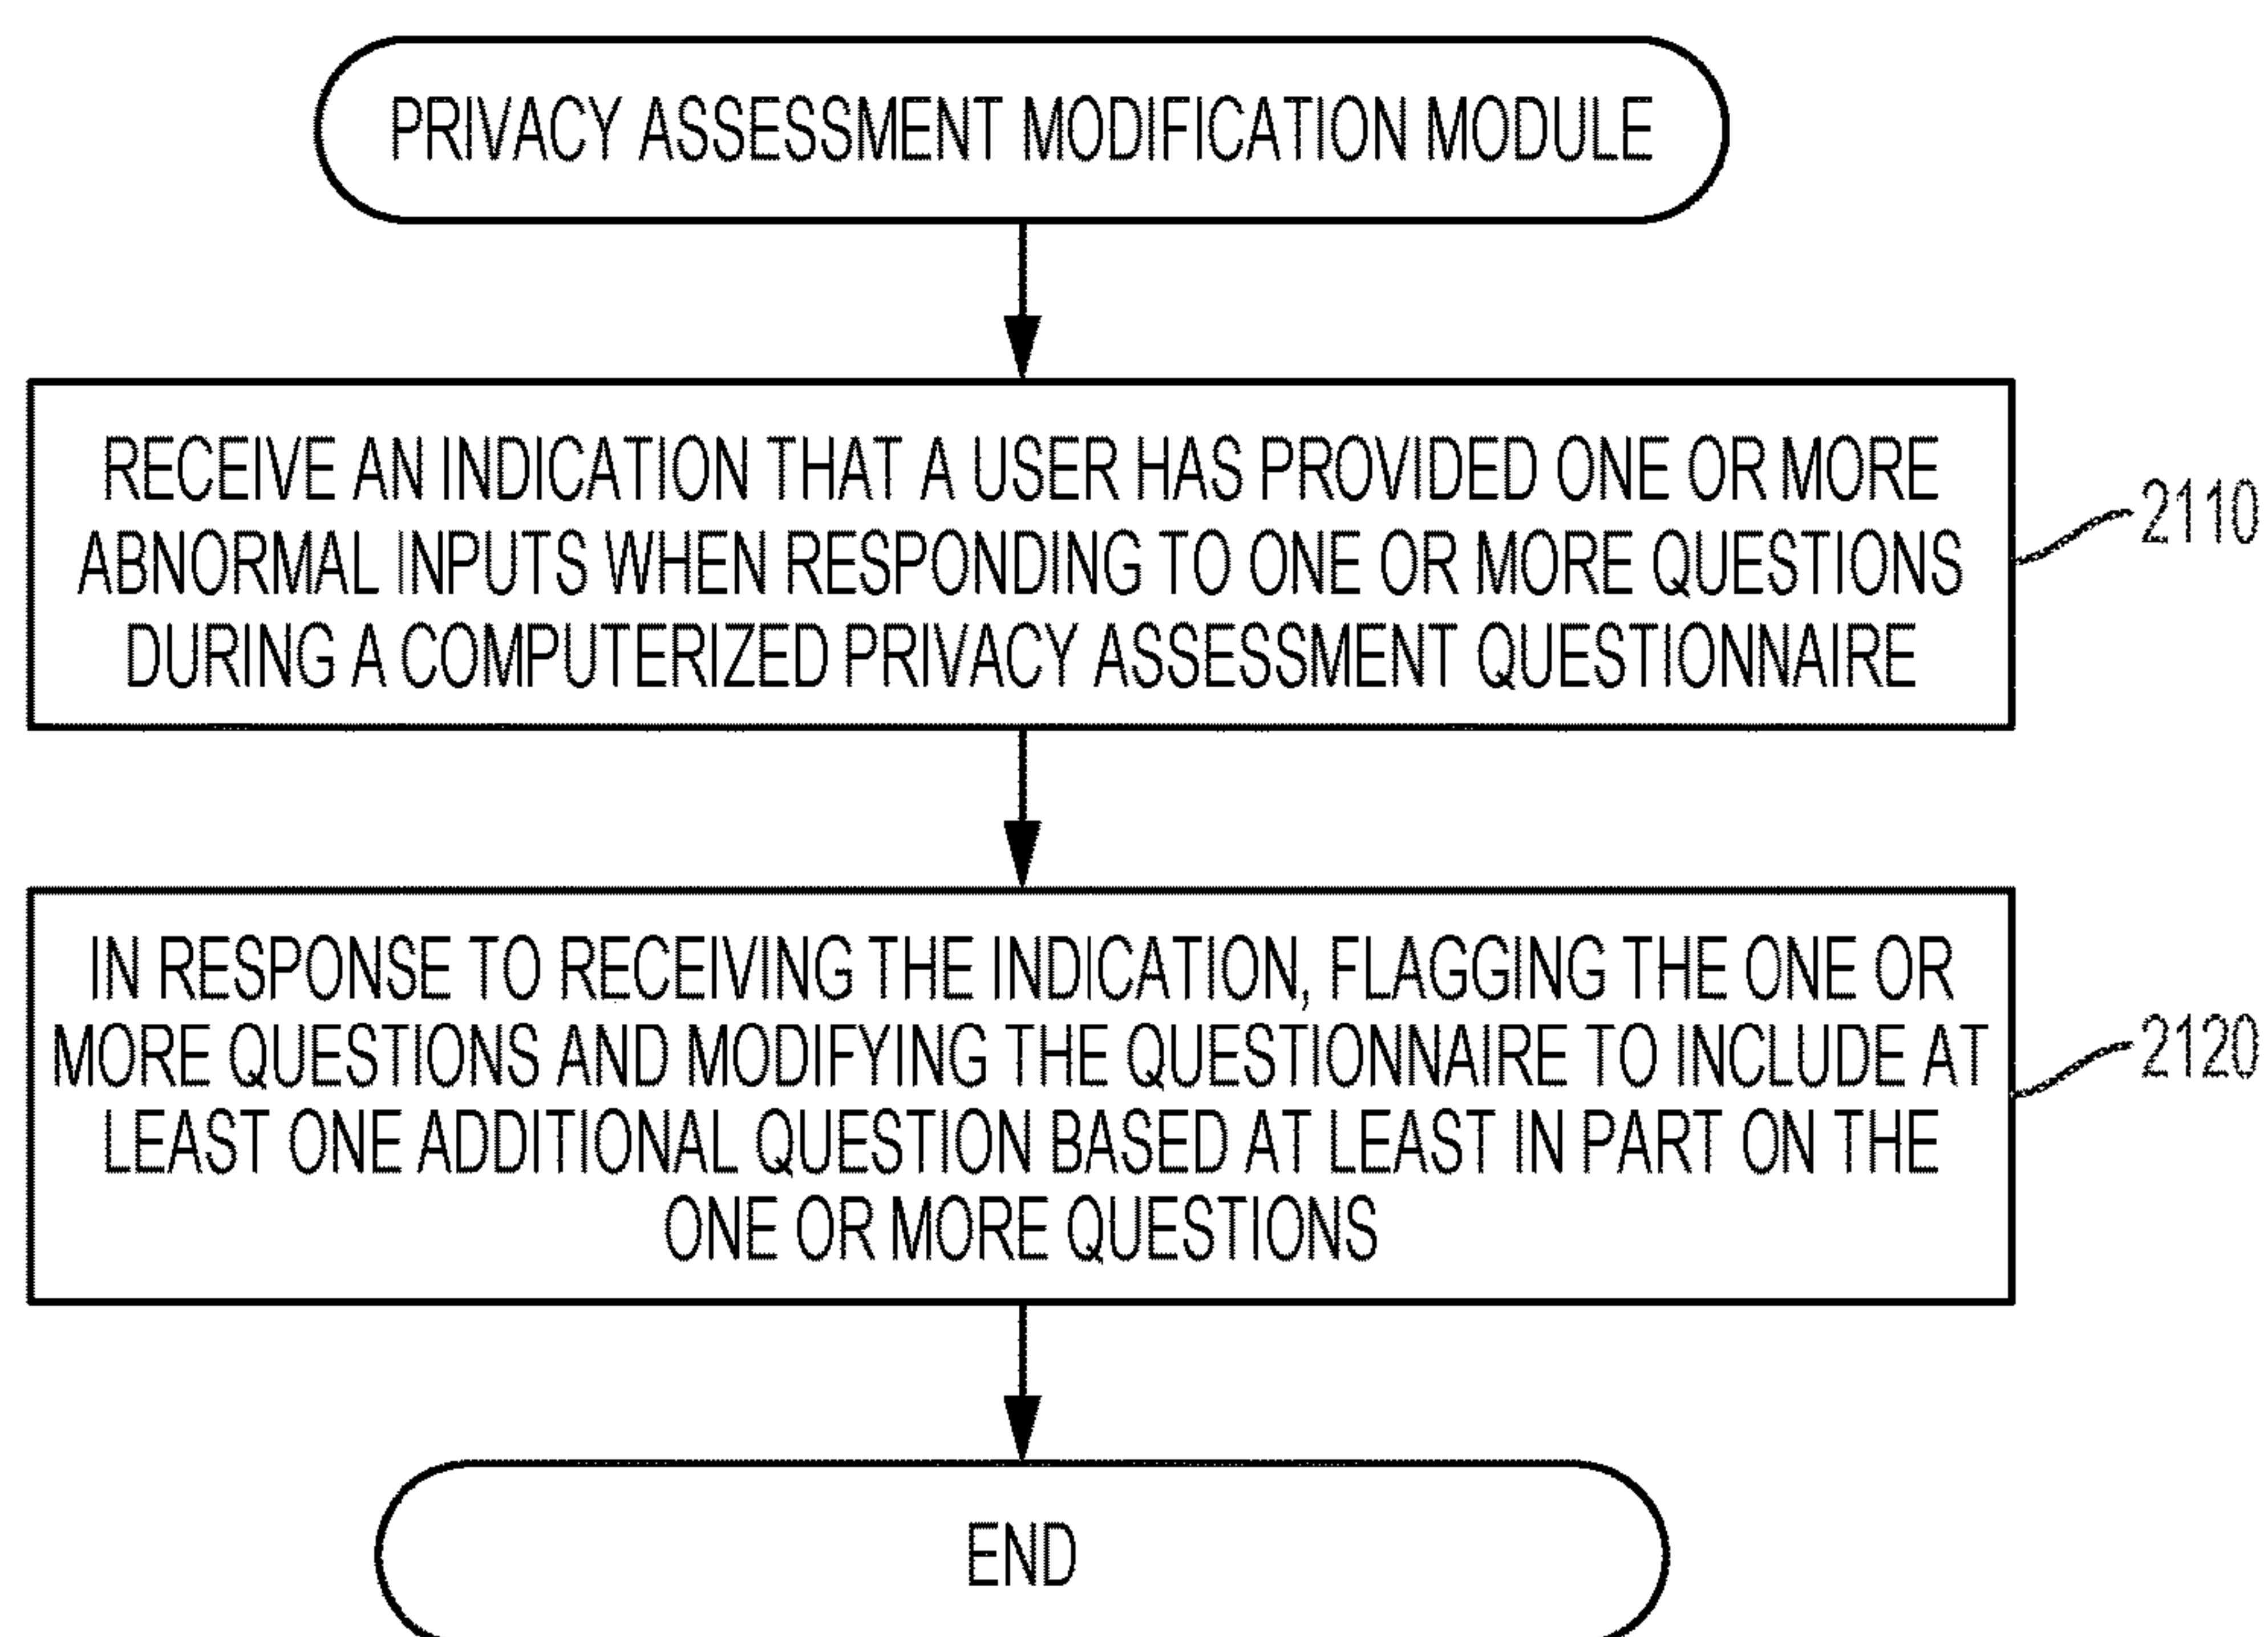 PRIVACY ASSESSMENT MODIFICATION MODULE
RECEIVE AN INDICATION THAT A USER HAS PROVIDED ONE OR MORE
ABNORMAL INPUTS WHEN RESPONDING TO ONE OR MORE QUESTIONS
DURING A COMPUTERIZED PRIVACY ASSESSMENT QUESTIONNAIRE
2110
IN RESPONSE TO RECEIVING THE INDICATION, FLAGGING THE ONE OR
MORE QUESTIONS AND MODIFYING THE QUESTIONNAIRE TO INCLUDE AT
LEAST ONE ADDITIONAL QUESTION BASED AT LEAST IN PART ON THE
ONE OR MORE QUESTIONS
2120
END